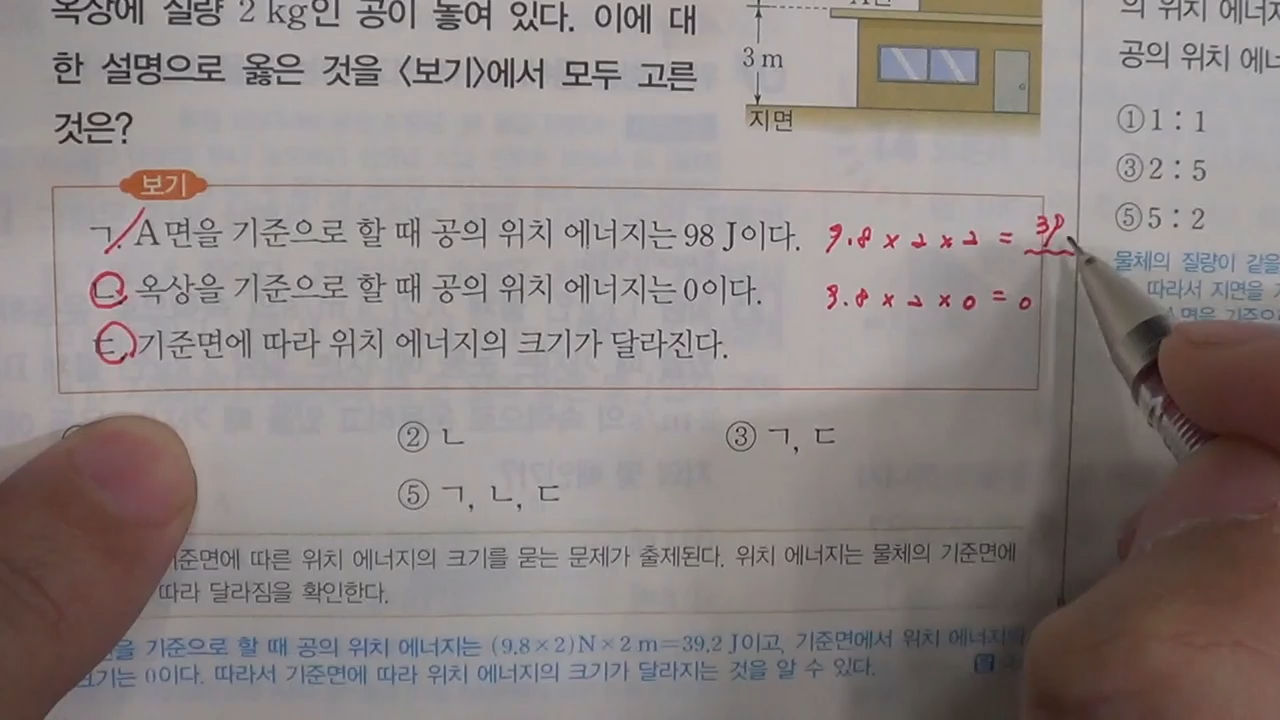 옥상에 질량 2 kg인 공이 놓여 있다. 이에 대
한 설명으로 옳은 것을 〈보기〉에서 모두 고른
것은?
3 m
지면
보기
ㄱ. A면을 기준으로 할 때 공의 위치 에너지는 98 J이다. 9.8 × 2 × 2 = 39.
ㄴ. 옥상을 기준으로 할 때 공의 위치 에너지는 0이다. 9.8 × 2 × 0 = 0
ㄷ. 기준면에 따라 위치 에너지의 크기가 달라진다.
② ㄴ ③ ㄱ, ㄷ
⑤ ㄱ, ㄴ, ㄷ
기준면에 따른 위치 에너지의 크기를 묻는 문제가 출제된다. 위치 에너지는 물체의 기준면에
따라 달라짐을 확인한다.
을 기준으로 할 때 공의 위치 에너지는 (9.8×2)N×2 m=39.2 J이고, 기준면에서 위치 에너지
크기는 0이다. 따라서 기준면에 따라 위치 에너지의 크기가 달라지는 것을 알 수 있다.
의 위치 에너지
공의 위치 에너
① 1 : 1
③ 2 : 5
⑤ 5 : 2
물체의 질량이 같을
따라서 지면을